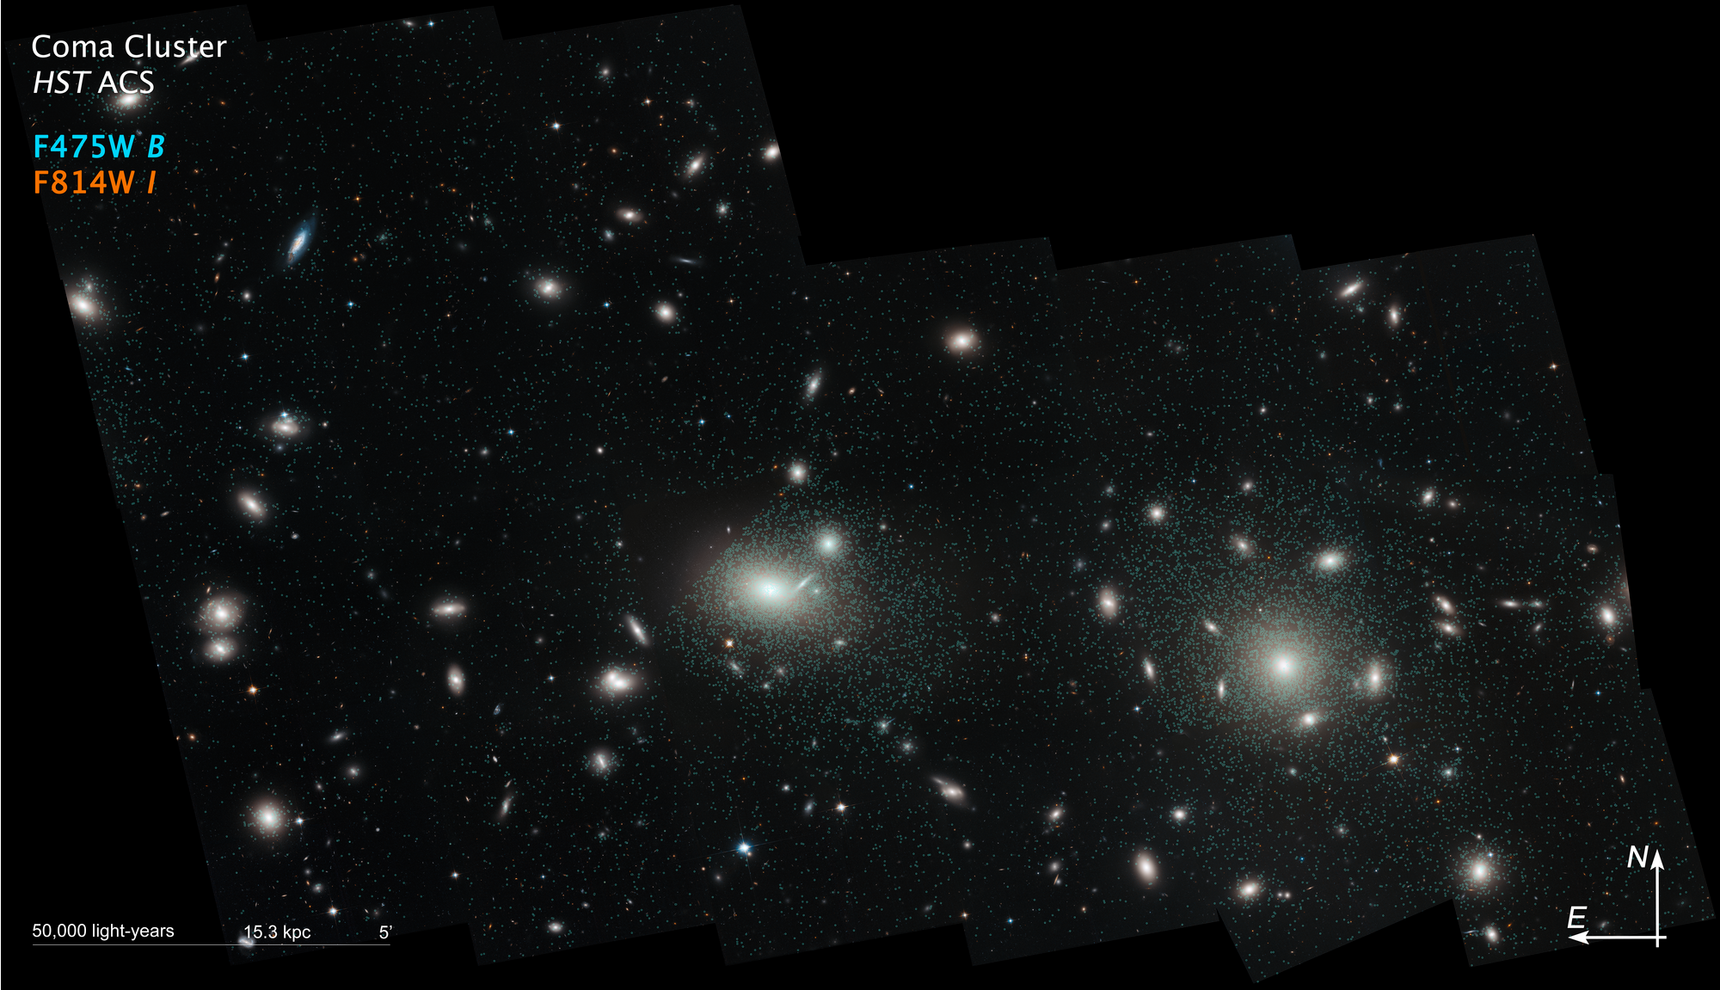 Coma Cluster
HST ACS
F475W B
F814W I
50,000 light-years 15.3 kpc 5’
N
E